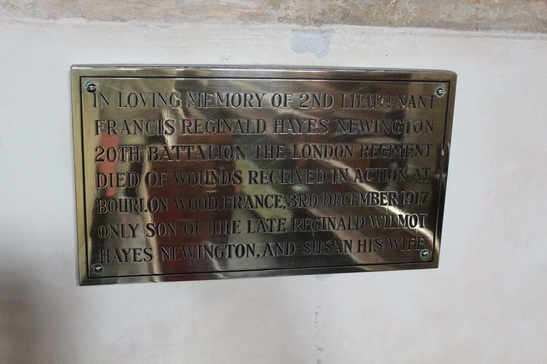 IN LOVING MEMORY OF 2ND LIEUTENANT
FRANCIS REGINALD HAYES NEWINGTON
20TH BATTALION THE LONDON REGIMENT
DIED OF WOUNDS RECEIVED IN ACTION AT
BOURLON WOOD, FRANCE, 3RD DECEMBER 1917
ONLY SON OF THE LATE REGINALD WILMOT
HAYES NEWINGTON, AND SUSAN HIS WIFE